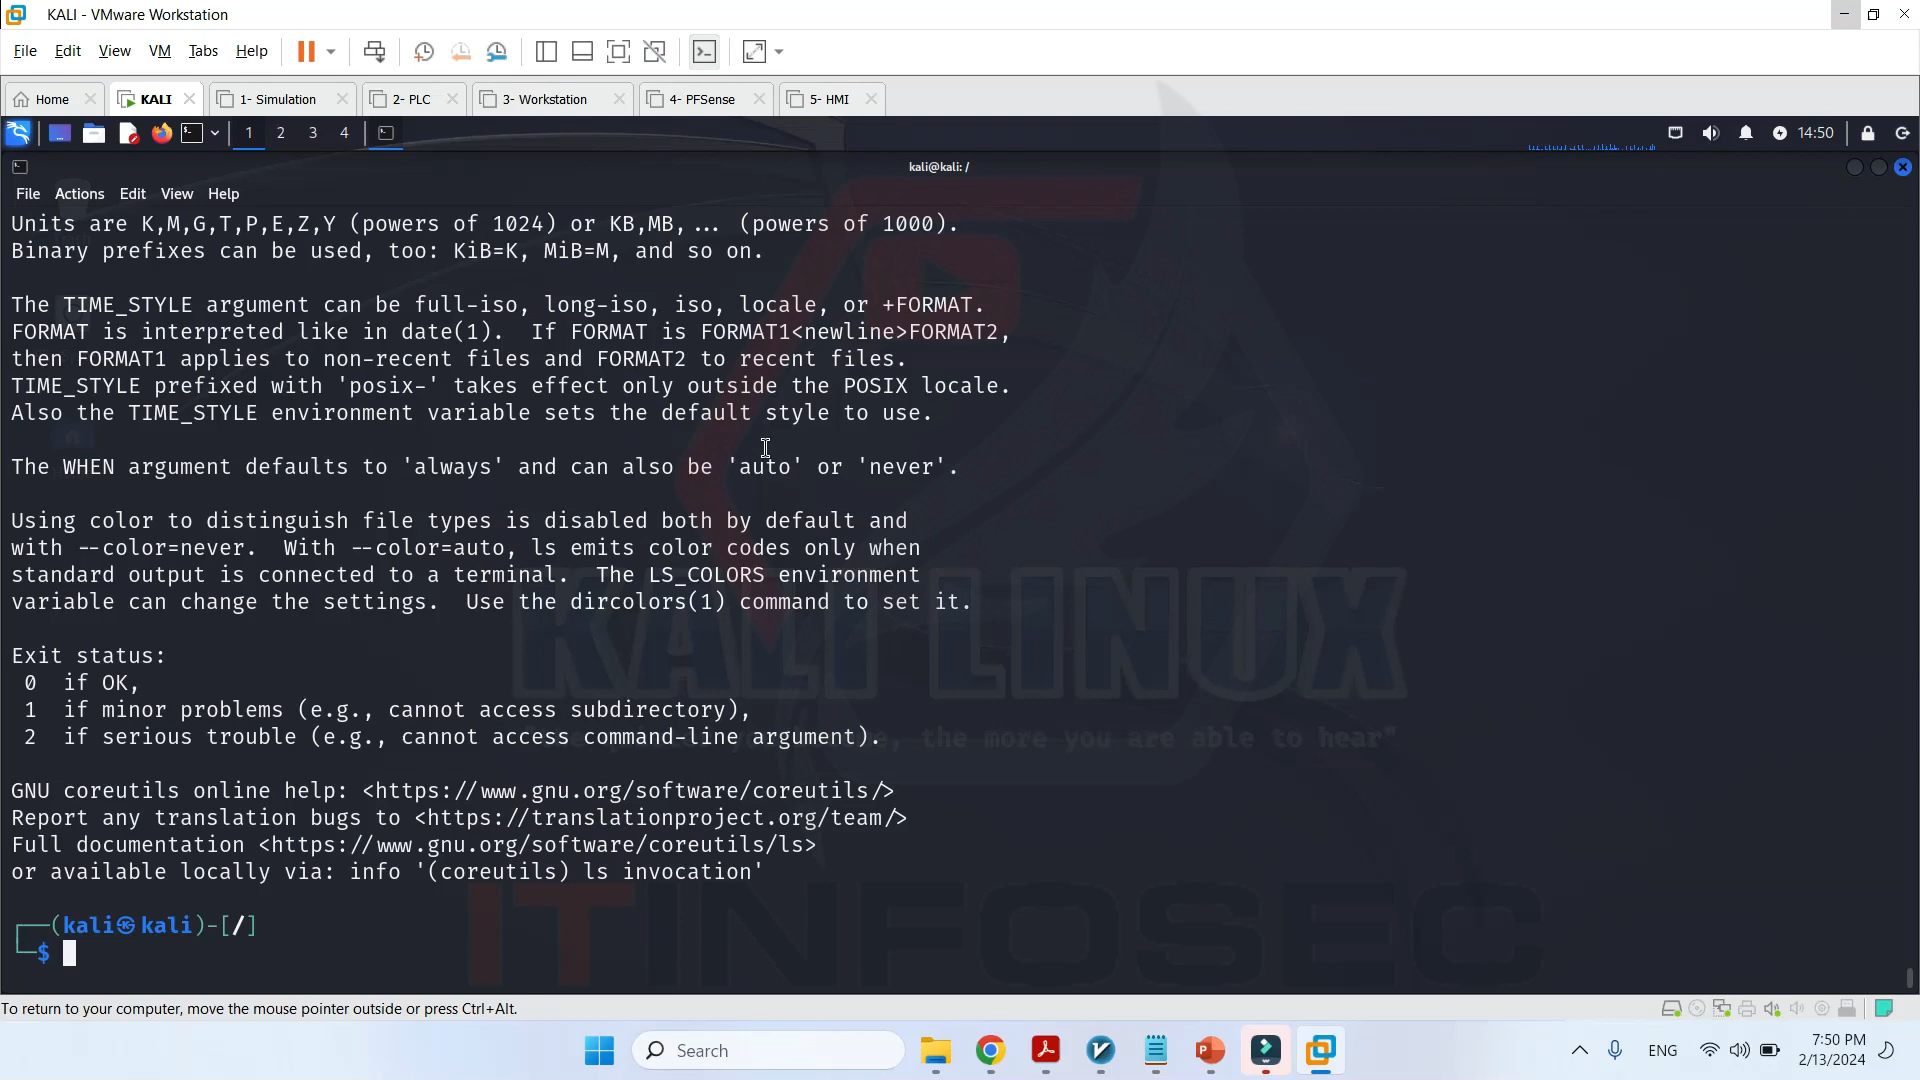 KALI - VMware Workstation
File Edit View VM Tabs Help
Home KALI 1- Simulation 2- PLC 3- Workstation 4- PFSense 5- HMI
1 2 3 4 14:50
kali@kali: /
File Actions Edit View Help
Units are K,M,G,T,P,E,Z,Y (powers of 1024) or KB,MB,... (powers of 1000).
Binary prefixes can be used, too: KiB=K, MiB=M, and so on.
The TIME_STYLE argument can be full-iso, long-iso, iso, locale, or +FORMAT.
FORMAT is interpreted like in date(1).  If FORMAT is FORMAT1<newline>FORMAT2,
then FORMAT1 applies to non-recent files and FORMAT2 to recent files.
TIME_STYLE prefixed with 'posix-' takes effect only outside the POSIX locale.
Also the TIME_STYLE environment variable sets the default style to use.
The WHEN argument defaults to 'always' and can also be 'auto' or 'never'.
Using color to distinguish file types is disabled both by default and
with --color=never.  With --color=auto, ls emits color codes only when
standard output is connected to a terminal.  The LS_COLORS environment
variable can change the settings.  Use the dircolors(1) command to set it.
KALI LINUX
Exit status:
0  if OK,
1  if minor problems (e.g., cannot access subdirectory),
2  if serious trouble (e.g., cannot access command-line argument).
the more you are able to hear"
GNU coreutils online help: <https://www.gnu.org/software/coreutils/>
Report any translation bugs to <https://translationproject.org/team/>
Full documentation <https://www.gnu.org/software/coreutils/ls>
or available locally via: info '(coreutils) ls invocation'
ITINFOSEC
(kali㉿kali)-[/]
$
To return to your computer, move the mouse pointer outside or press Ctrl+Alt.
Search
ENG
7:50 PM
2/13/2024